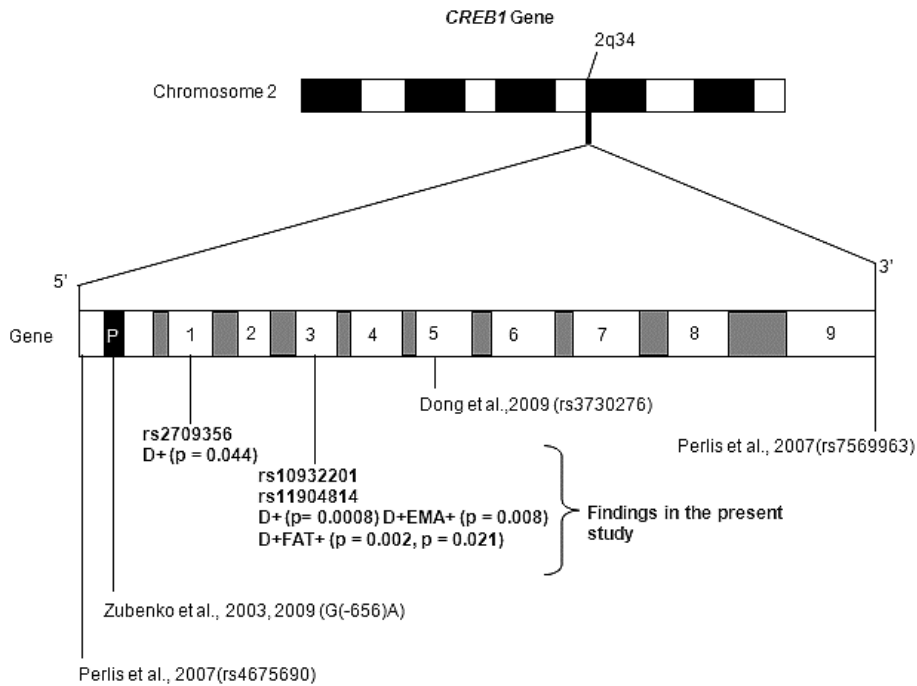 CREB1 Gene
2q34
Chromosome 2
5'
3'
Gene
P 1 2 3 4 5 6 7 8 9
Dong et al.,2009 (rs3730276)
rs2709356
D+ (p = 0.044)
Perlis et al., 2007(rs7569963)
rs10932201
rs11904814
D+ (p= 0.0008) D+EMA+ (p = 0.008)
D+FAT+ (p = 0.002, p = 0.021)
Findings in the present
study
Zubenko et al., 2003, 2009 (G(-656)A)
Perlis et al., 2007(rs4675690)